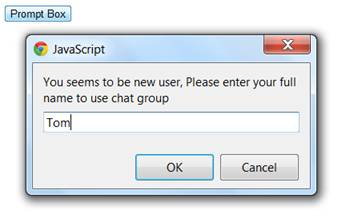 Prompt Box
JavaScript
You seems to be new user, Please enter your full
name to use chat group
Tom
OK
Cancel